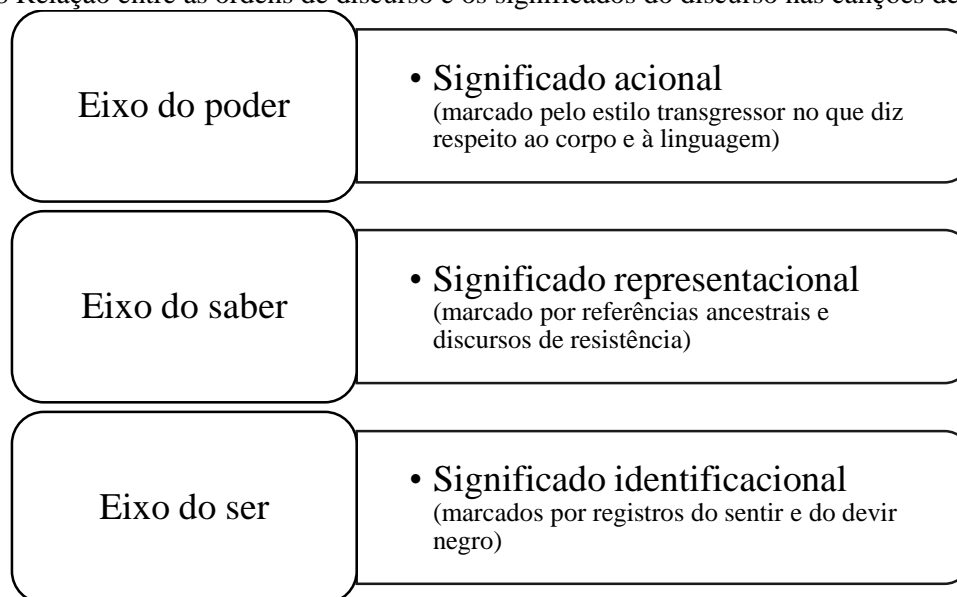 Relação entre as ordens de discurso e os significados do discurso nas canções de
Eixo do poder
• Significado acional
(marcado pelo estilo transgressor no que diz
respeito ao corpo e à linguagem)
Eixo do saber
• Significado representacional
(marcado por referências ancestrais e
discursos de resistência)
Eixo do ser
• Significado identificacional
(marcados por registros do sentir e do devir
negro)